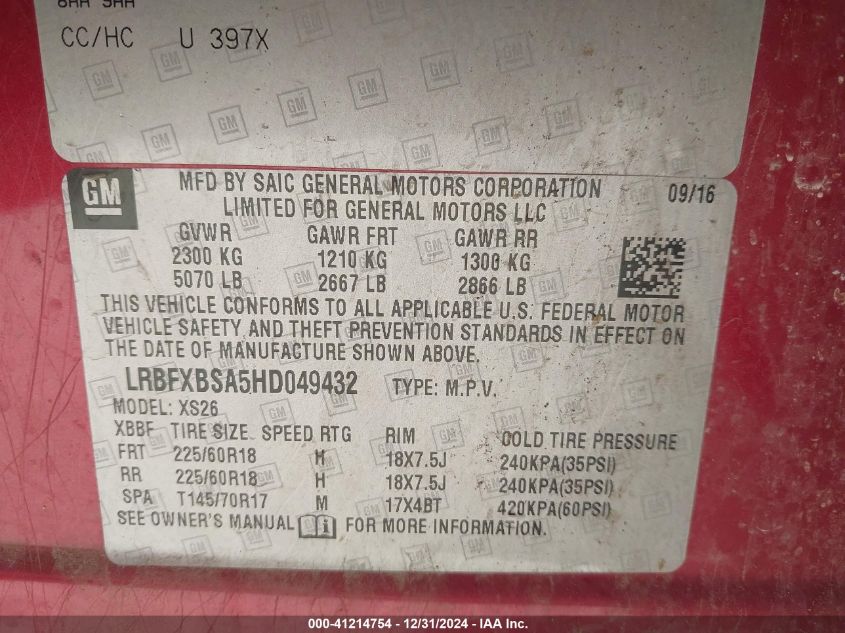 8AA 9AA
CC/HC U 397X
GM
MFD BY SAIC GENERAL MOTORS CORPORATION 09/16
LIMITED FOR GENERAL MOTORS LLC
GVWR GAWR FRT GAWR RR
2300 KG 1210 KG 1300 KG
5070 LB 2667 LB 2866 LB
THIS VEHICLE CONFORMS TO ALL APPLICABLE U.S. FEDERAL MOTOR
VEHICLE SAFETY, AND THEFT PREVENTION STANDARDS IN EFFECT ON
THE DATE OF MANUFACTURE SHOWN ABOVE.
LRBFXBSA5HD049432 TYPE: M.P.V.
MODEL: XS26
XBBF TIRE SIZE SPEED RTG RIM COLD TIRE PRESSURE
FRT 225/60R18 H 18X7.5J 240KPA(35PSI)
RR 225/60R18 H 18X7.5J 240KPA(35PSI)
SPA T145/70R17 M 17X4BT 420KPA(60PSI)
SEE OWNER'S MANUAL FOR MORE INFORMATION.
000-41214754 - 12/31/2024 - IAA Inc.